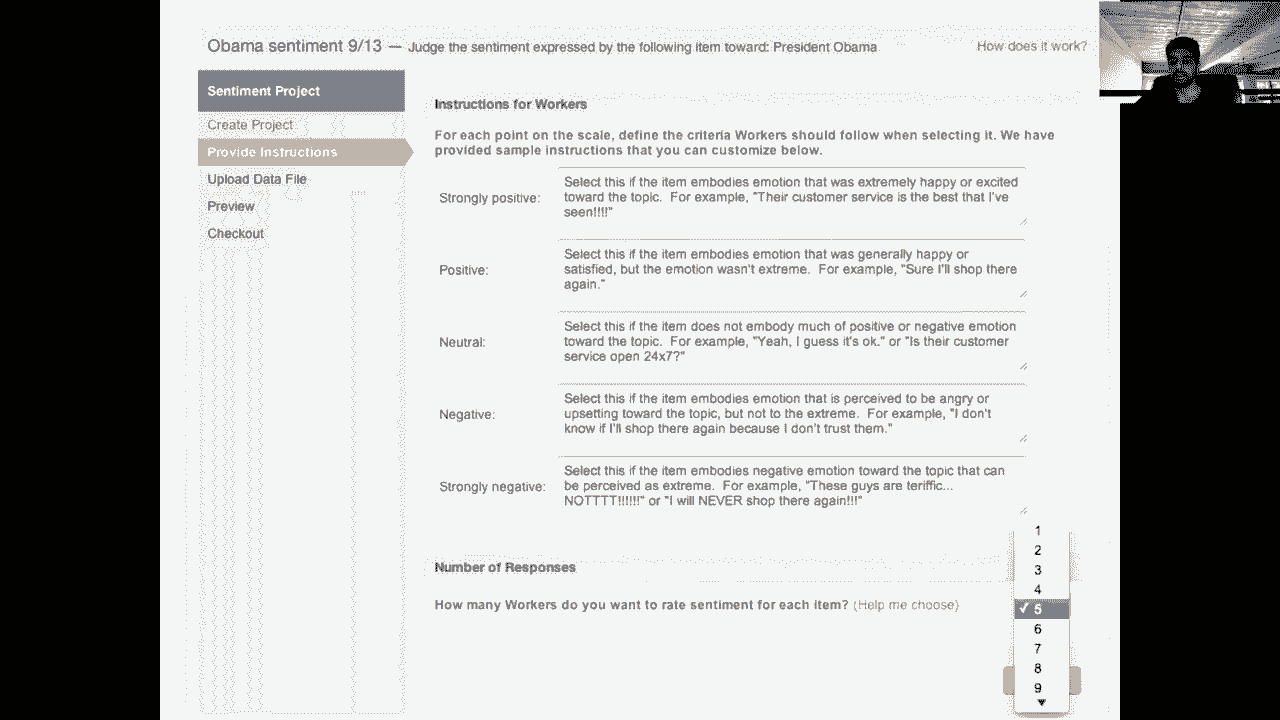 Obama sentiment 9/13 — Judge the sentiment expressed by the following item toward: President Obama
How does it work?
Sentiment Project
Create Project
Provide Instructions
Upload Data File
Preview
Checkout
Instructions for Workers
For each point on the scale, define the criteria Workers should follow when selecting it. We have
provided sample instructions that you can customize below.
Strongly positive:
Select this if the item embodies emotion that was extremely happy or excited
toward the topic. For example, "Their customer service is the best that I've
seen!!!!"
Positive:
Select this if the item embodies emotion that was generally happy or
satisfied, but the emotion wasn't extreme. For example, "Sure I'll shop there
again."
Neutral:
Select this if the item does not embody much of positive or negative emotion
toward the topic. For example, "Yeah, I guess it's ok." or "Is their customer
service open 24x7?"
Negative:
Select this if the item embodies emotion that is perceived to be angry or
upsetting toward the topic, but not to the extreme. For example, "I don't
know if I'll shop there again because I don't trust them."
Strongly negative:
Select this if the item embodies negative emotion toward the topic that can
be perceived as extreme. For example, "These guys are teriffic...
NOTTTT!!!!!!" or "I will NEVER shop there again!!!"
Number of Responses
How many Workers do you want to rate sentiment for each item? (Help me choose)
1
2
3
4
✓ 5
6
7
8
9